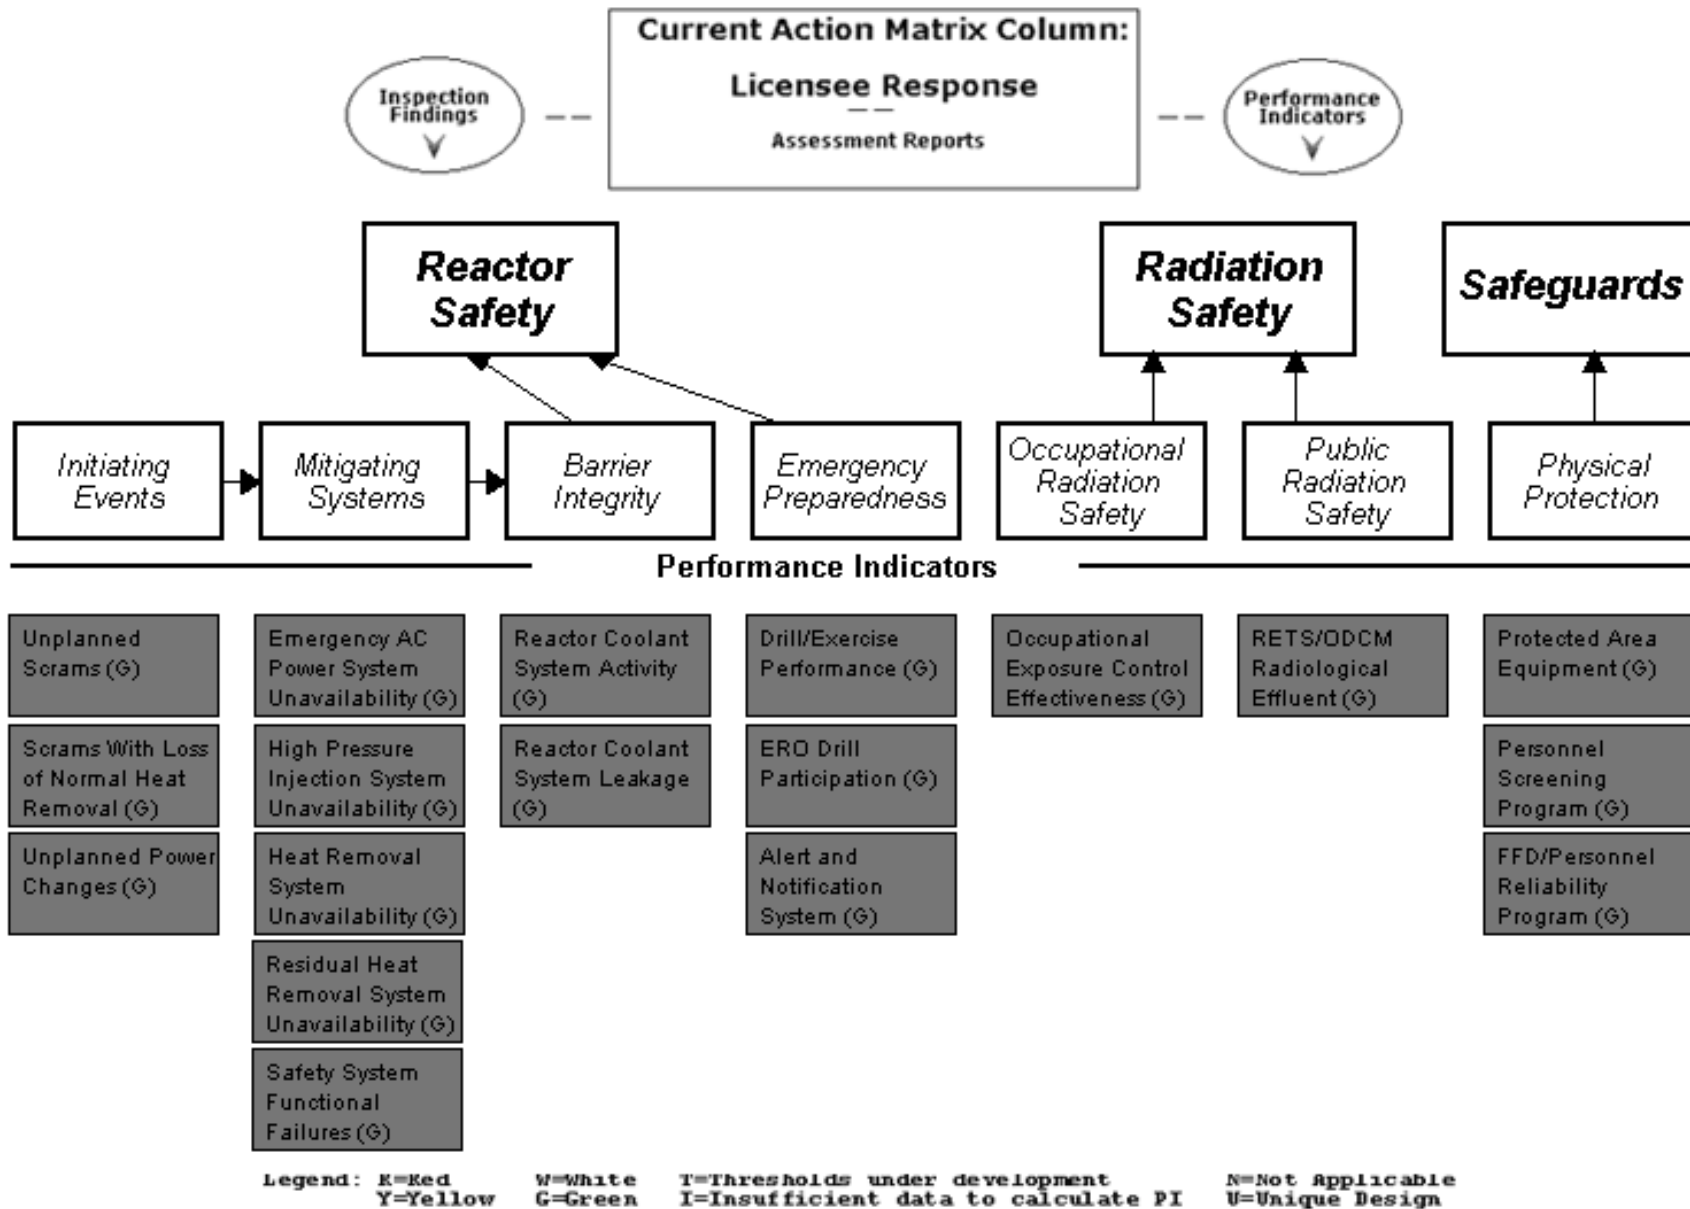 Current Action Matrix Column:
Licensee Response
Assessment Reports
Inspection
Findings
Performance
Indicators
Reactor
Safety
Radiation
Safety
Safeguards
Initiating
Events
Mitigating
Systems
Barrier
Integrity
Emergency
Preparedness
Occupational
Radiation
Safety
Public
Radiation
Safety
Physical
Protection
Performance Indicators
Unplanned
Scrams (G)
Scrams With Loss
of Normal Heat
Removal (G)
Unplanned Power
Changes (G)
Emergency AC
Power System
Unavailability (G)
High Pressure
Injection System
Unavailability (G)
Heat Removal
System
Unavailability (G)
Residual Heat
Removal System
Unavailability (G)
Safety System
Functional
Failures (G)
Reactor Coolant
System Activity
(G)
Reactor Coolant
System Leakage
(G)
Drill/Exercise
Performance (G)
ERO Drill
Participation (G)
Alert and
Notification
System (G)
Occupational
Exposure Control
Effectiveness (G)
RETS/ODCM
Radiological
Effluent (G)
Protected Area
Equipment (G)
Personnel
Screening
Program (G)
FFD/Personnel
Reliability
Program (G)
Legend: R=Red W=White T=Thresholds under development N=Not Applicable
Y=Yellow G=Green I=Insufficient data to calculate PI U=Unique Design